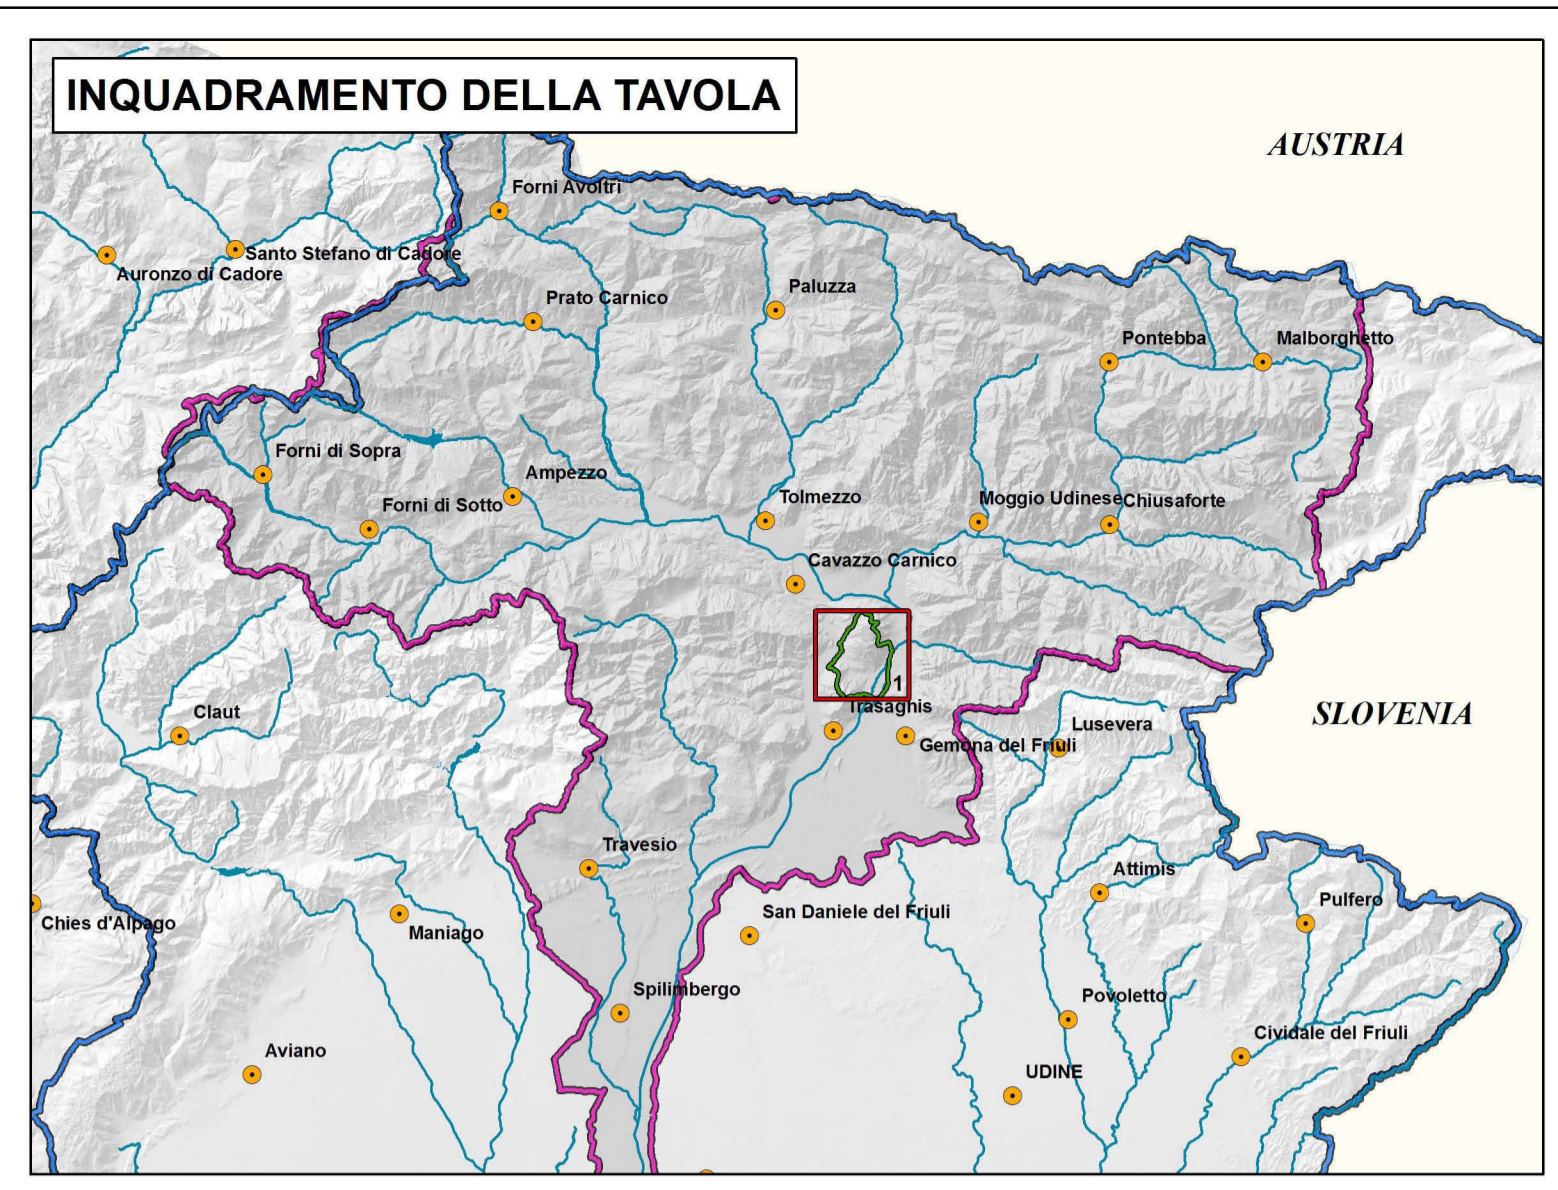 INQUADRAMENTO DELLA TAVOLA
AUSTRIA
Forni Avoltri
Santo Stefano di Cadore
Auronzo di Cadore
Prato Carnico
Paluzza
Pontebba
Malborghetto
Forni di Sopra
Ampezzo
Forni di Sotto
Tolmezzo
Moggio Udinese
Chiusaforte
Cavazzo Carnico
1
Trasaghis
Claut
SLOVENIA
Lusevera
Gemona del Friuli
Travesio
Attimis
Pulfero
San Daniele del Friuli
Chies d'Alpago
Maniago
Spilimbergo
Povoletto
Cividale del Friuli
Aviano
UDINE